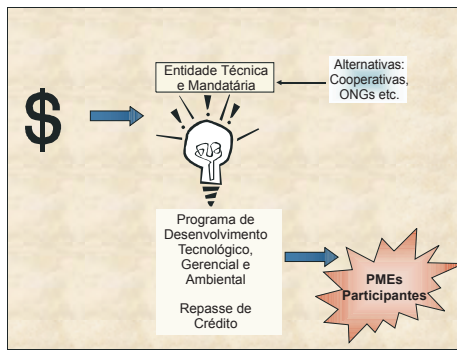 Entidade Técnica
e Mandatária
Alternativas:
Cooperativas,
ONGs etc.
$
Programa de
Desenvolvimento
Tecnológico,
Gerencial e
Ambiental
Repasse de
Crédito
PMEs
Participantes